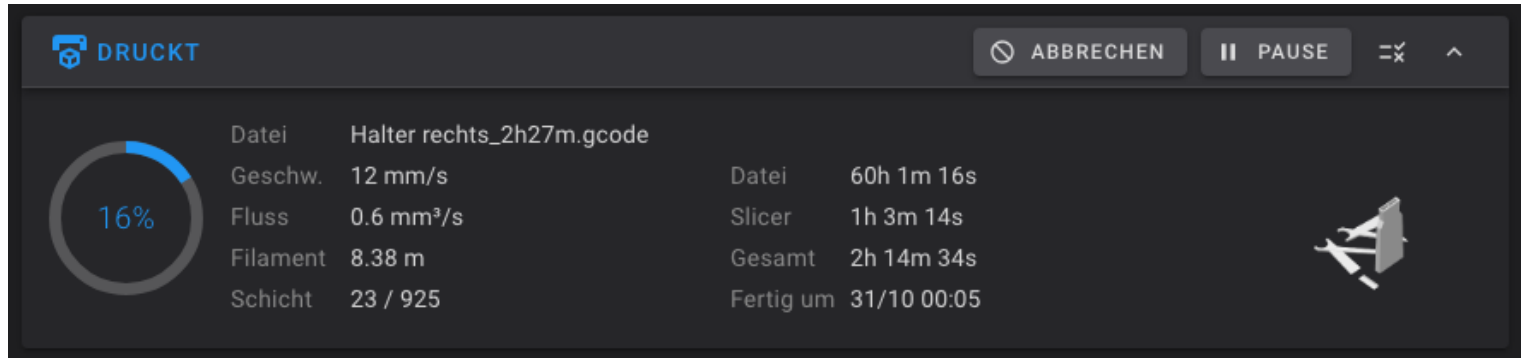 DRUCKT
ABBRECHEN
PAUSE
16%
Datei Halter rechts_2h27m.gcode
Geschw. 12 mm/s
Fluss 0.6 mm³/s
Filament 8.38 m
Schicht 23 / 925
Datei 60h 1m 16s
Slicer 1h 3m 14s
Gesamt 2h 14m 34s
Fertig um 31/10 00:05